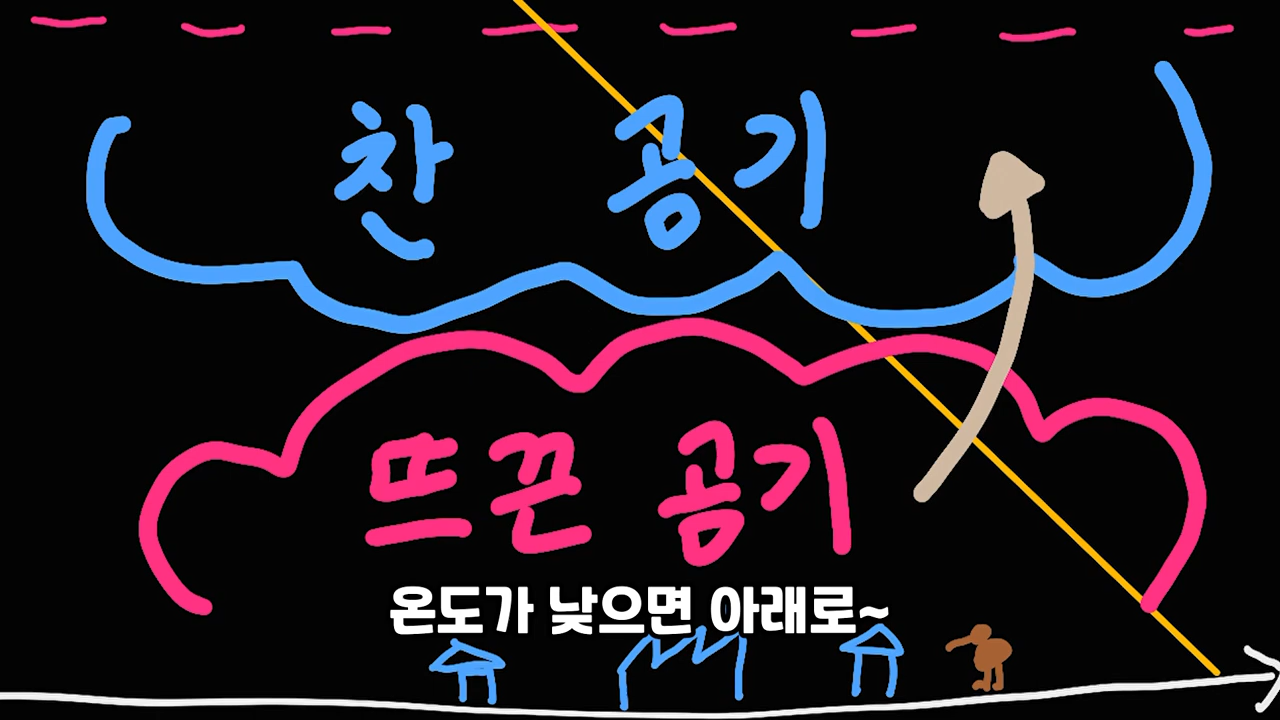 찬 공기
뜨끈 공기
온도가 낮으면 아래로~